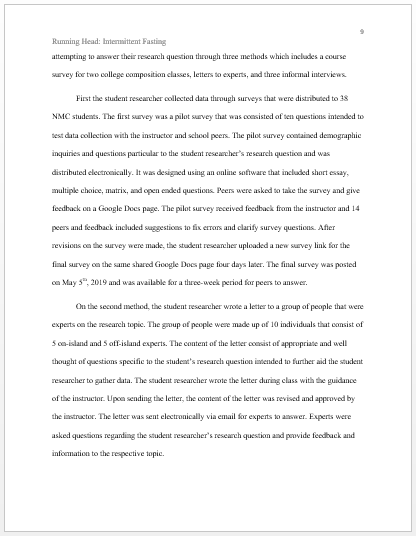 9
Running Head: Intermittent Fasting
attempting to answer their research question through three methods which includes a course
survey for two college composition classes, letters to experts, and three informal interviews.
First the student researcher collected data through surveys that were distributed to 38
NMC students. The first survey was a pilot survey that was consisted of ten questions intended to
test data collection with the instructor and school peers. The pilot survey contained demographic
inquiries and questions particular to the student researcher's research question and was
distributed electronically. It was designed using an online software that included short essay,
multiple choice, matrix, and open ended questions. Peers were asked to take the survey and give
feedback on a Google Docs page. The pilot survey received feedback from the instructor and 14
peers and feedback included suggestions to fix errors and clarify survey questions. After
revisions on the survey were made, the student researcher uploaded a new survey link for the
final survey on the same shared Google Docs page four days later. The final survey was posted
on May 5th, 2019 and was available for a three-week period for peers to answer.
On the second method, the student researcher wrote a letter to a group of people that were
experts on the research topic. The group of people were made up of 10 individuals that consist of
5 on-island and 5 off-island experts. The content of the letter consist of appropriate and well
thought of questions specific to the student's research question intended to further aid the student
researcher to gather data. The student researcher wrote the letter during class with the guidance
of the instructor. Upon sending the letter, the content of the letter was revised and approved by
the instructor. The letter was sent electronically via email for experts to answer. Experts were
asked questions regarding the student researcher's research question and provide feedback and
information to the respective topic.